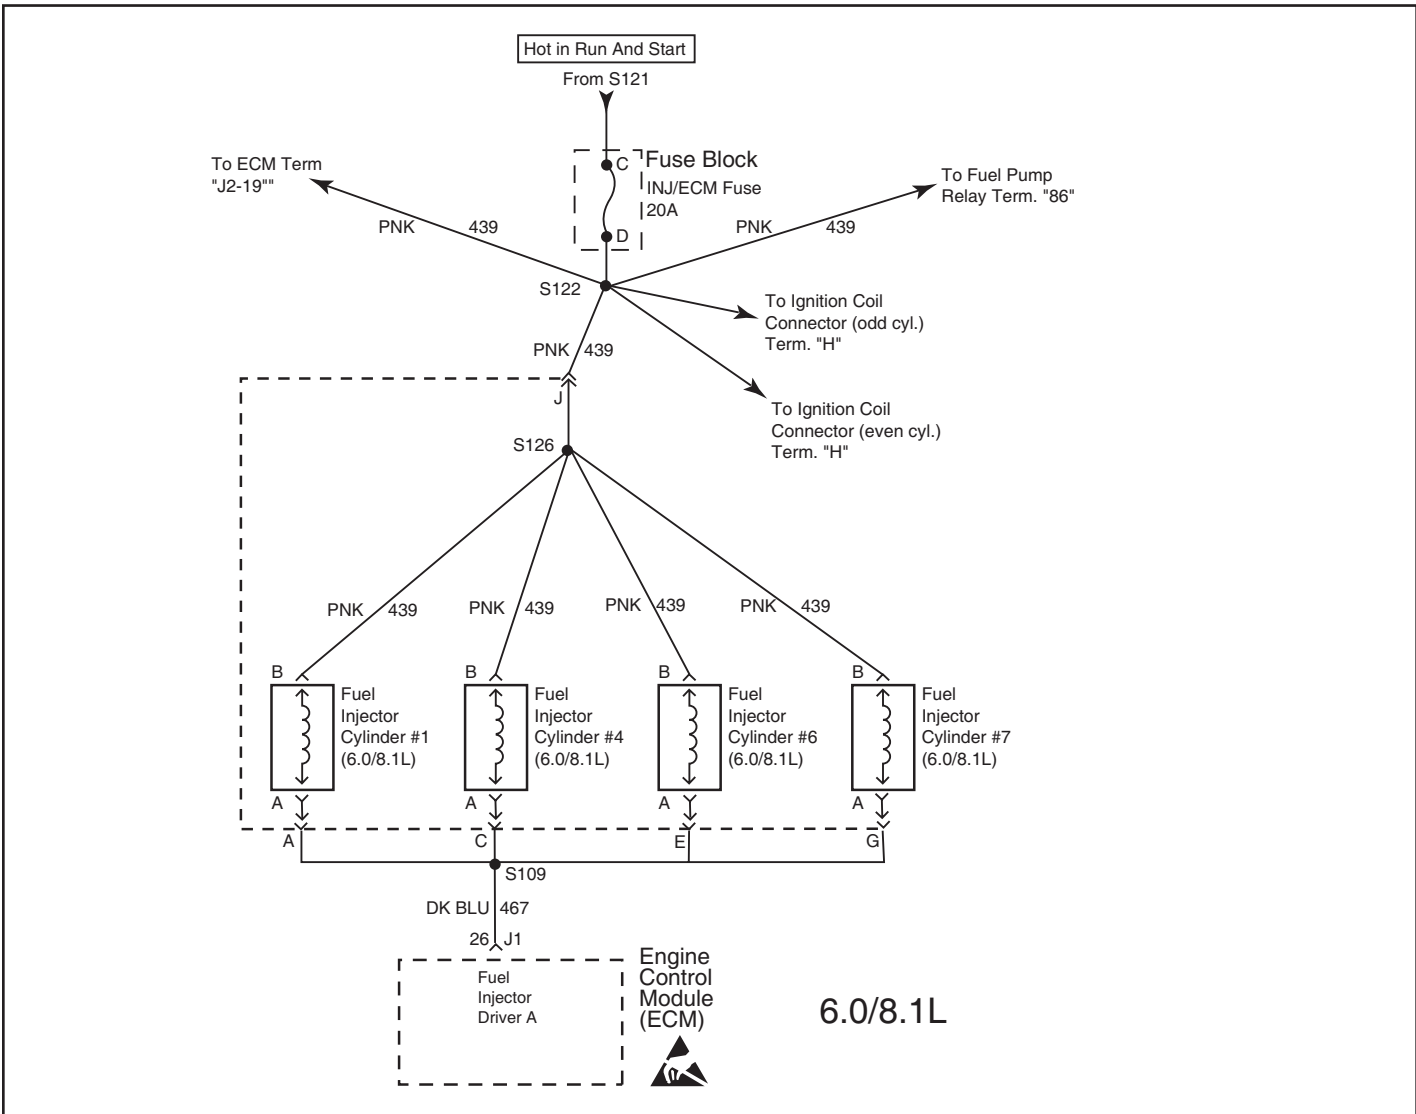 Hot in Run And Start
From S121
To ECM Term
"J2-19""
C
Fuse Block
INJ/ECM Fuse
20A
D
To Fuel Pump
Relay Term. "86"
PNK 439
PNK 439
S122
To Ignition Coil
Connector (odd cyl.)
Term. "H"
PNK 439
J
To Ignition Coil
Connector (even cyl.)
Term. "H"
S126
PNK 439
PNK 439
PNK 439
PNK 439
B
Fuel
Injector
Cylinder #1
(6.0/8.1L)
A
B
Fuel
Injector
Cylinder #4
(6.0/8.1L)
A
B
Fuel
Injector
Cylinder #6
(6.0/8.1L)
A
B
Fuel
Injector
Cylinder #7
(6.0/8.1L)
A
A
C
E
G
S109
DK BLU 467
26 J1
Fuel
Injector
Driver A
Engine
Control
Module
(ECM)
6.0/8.1L